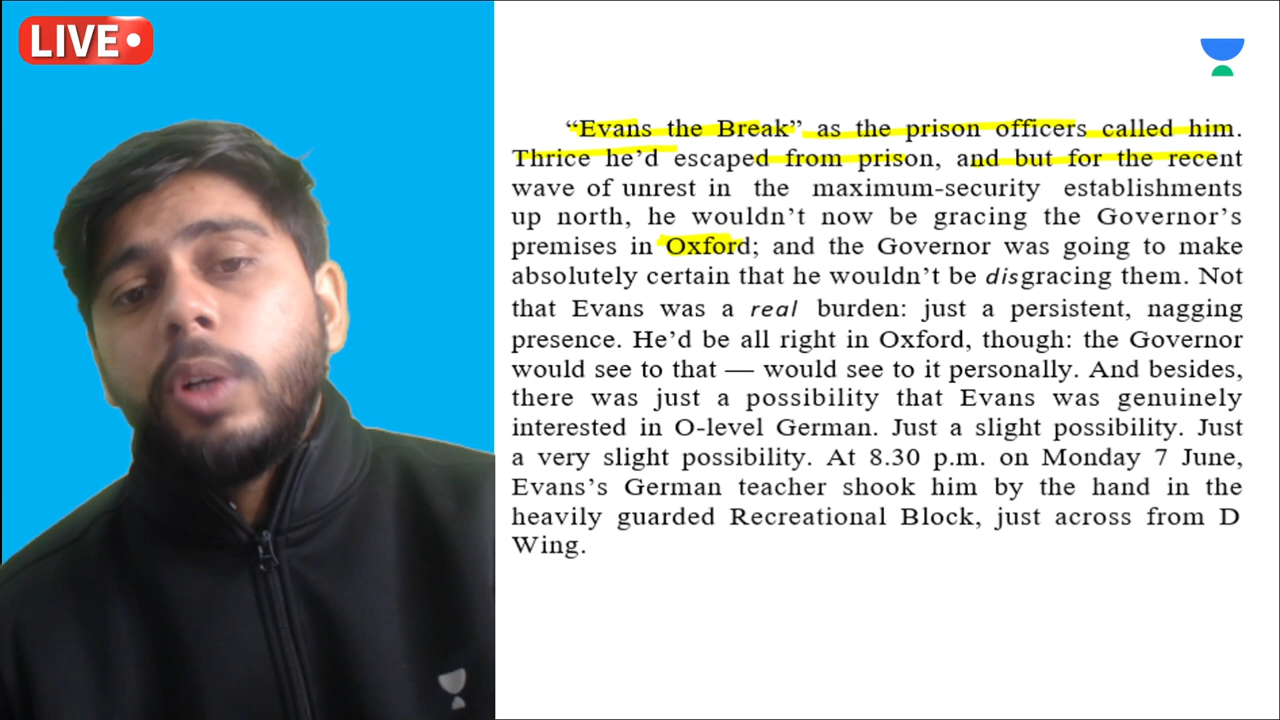 LIVE
“Evans the Break” as the prison officers called him.
Thrice he’d escaped from prison, and but for the recent
wave of unrest in the maximum-security establishments
up north, he wouldn’t now be gracing the Governor’s
premises in Oxford; and the Governor was going to make
absolutely certain that he wouldn’t be disgracing them. Not
that Evans was a real burden: just a persistent, nagging
presence. He’d be all right in Oxford, though: the Governor
would see to that — would see to it personally. And besides,
there was just a possibility that Evans was genuinely
interested in O-level German. Just a slight possibility. Just
a very slight possibility. At 8.30 p.m. on Monday 7 June,
Evans’s German teacher shook him by the hand in the
heavily guarded Recreational Block, just across from D
Wing.